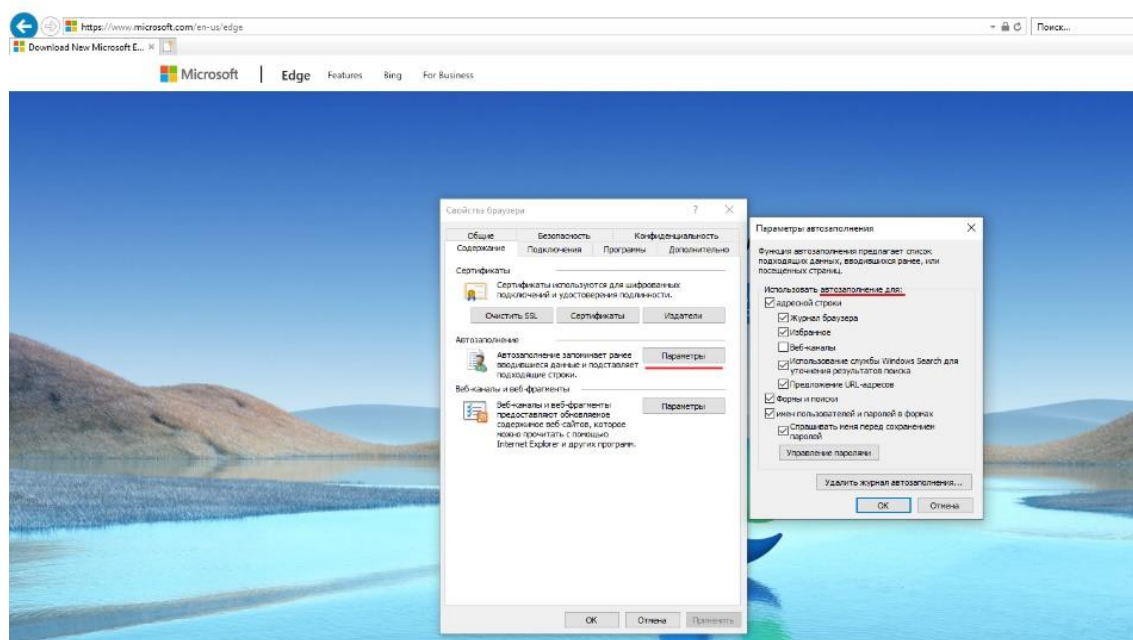 https://www.microsoft.com/en-us/edge
Поиск...
Download New Microsoft E...
Microsoft
Edge
Features
Bing
For Business
Свойства браузера
Общие
Безопасность
Конфиденциальность
Содержание
Подключения
Программы
Дополнительно
Сертификаты
Сертификаты используются для шифрованных
подключений и удостоверения подлинности.
Очистить SSL
Сертификаты
Издатели
Автозаполнение
Автозаполнение запоминает ранее
вводившиеся данные и подставляет
подходящие строки.
Параметры
Веб-каналы и веб-фрагменты
Веб-каналы и веб-фрагменты
предоставляют обновляемое
содержимое веб-сайтов, которое
можно прочитать с помощью
Internet Explorer и других программ.
Параметры
ОК
Отмена
Применить
Параметры автозаполнения
Функция автозаполнения предлагает список
подходящих данных, вводившихся ранее, или
посещенных страниц.
Использовать автозаполнение для:
адресной строки
Журнал браузера
Избранное
Веб-каналы
Использование службы Windows Search для
уточнения результатов поиска
Предложение URL-адресов
Формы и поиски
имен пользователей и паролей в формах
Спрашивать меня перед сохранением
паролей
Управление паролями
Удалить журнал автозаполнения...
ОК
Отмена